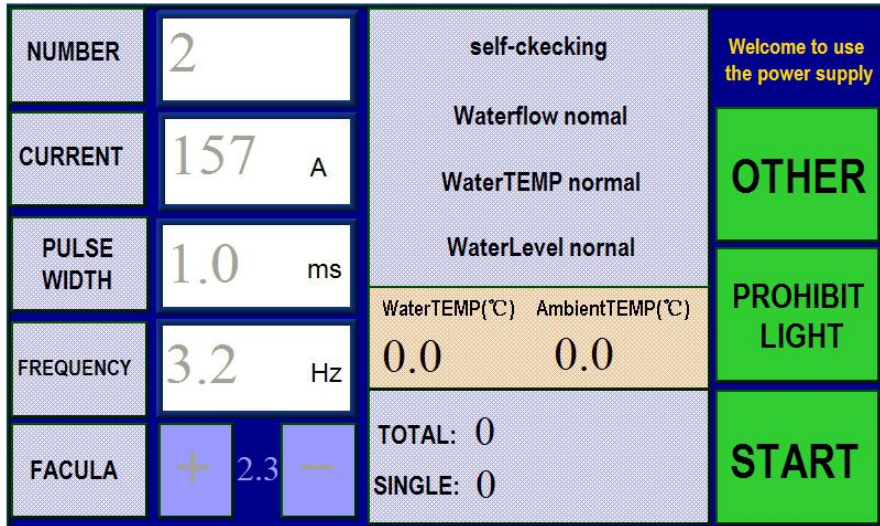 NUMBER
2
CURRENT
157 A
PULSE
WIDTH
1.0 ms
FREQUENCY
3.2 Hz
FACULA
+ 2.3 −
self-ckecking
Waterflow nomal
WaterTEMP normal
WaterLevel nornal
WaterTEMP(℃) AmbientTEMP(℃)
0.0 0.0
TOTAL: 0
SINGLE: 0
Welcome to use
the power supply
OTHER
PROHIBIT
LIGHT
START